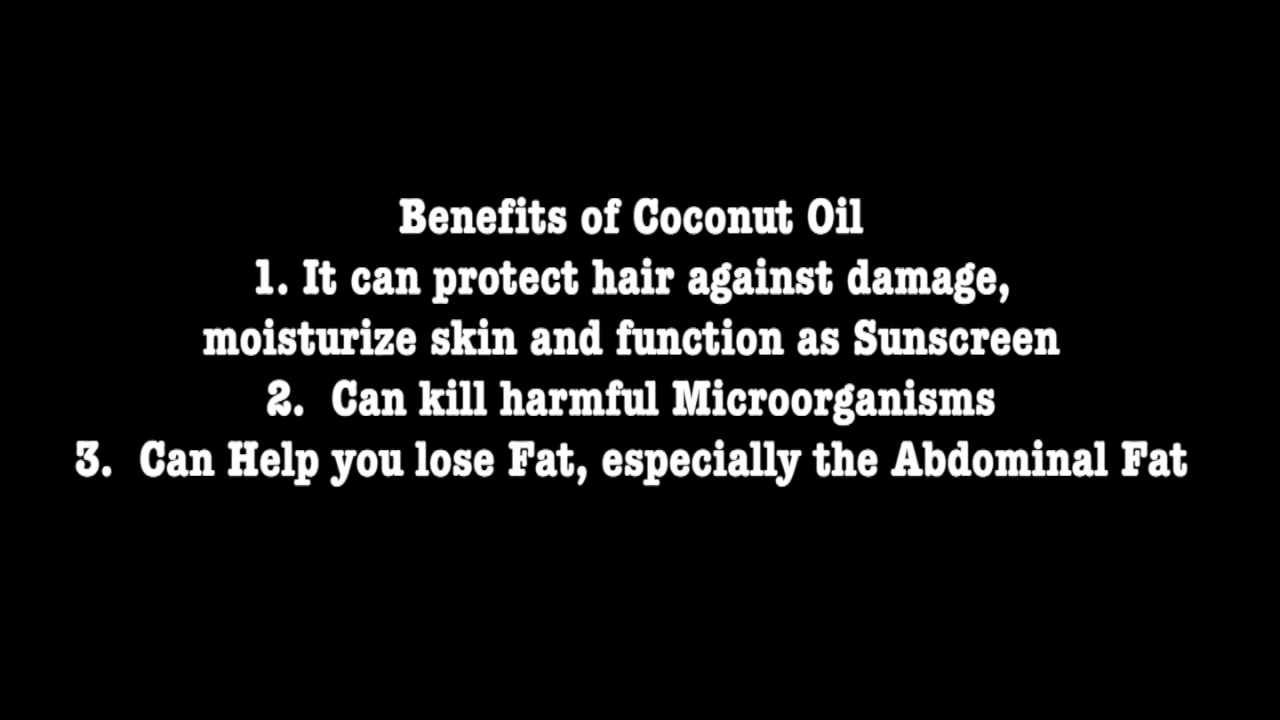 Benefits of Coconut Oil
1. It can protect hair against damage,
moisturize skin and function as Sunscreen
2.  Can kill harmful Microorganisms
3.  Can Help you lose Fat, especially the Abdominal Fat